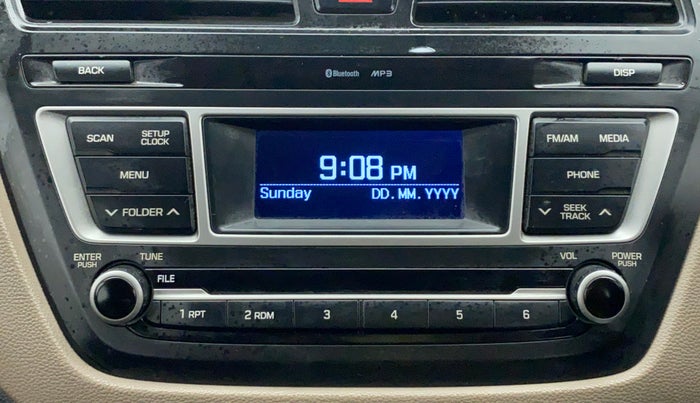 BACK
Bluetooth MP3
DISP
SCAN
SETUP
CLOCK
MENU
FOLDER
9:08 PM
Sunday DD.MM.YYYY
FM/AM MEDIA
PHONE
SEEK
TRACK
ENTER
PUSH
TUNE
FILE
VOL
POWER
PUSH
1 RPT 2 RDM 3 4 5 6